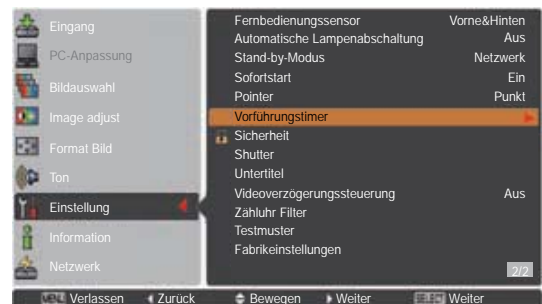 Eingang
PC-Anpassung
Bildauswahl
Image adjust
Format Bild
Ton
Einstellung
Information
Netzwerk
Fernbedienungssensor Vorne&Hinten
Automatische Lampenabschaltung Aus
Stand-by-Modus Netzwerk
Sofortstart Ein
Pointer Punkt
Vorführungstimer
Sicherheit
Shutter
Untertitel
Videoverzögerungssteuerung Aus
Zähluhr Filter
Testmuster
Fabrikeinstellungen
2/2
MENU Verlassen Zurück Bewegen Weiter SELECT Weiter